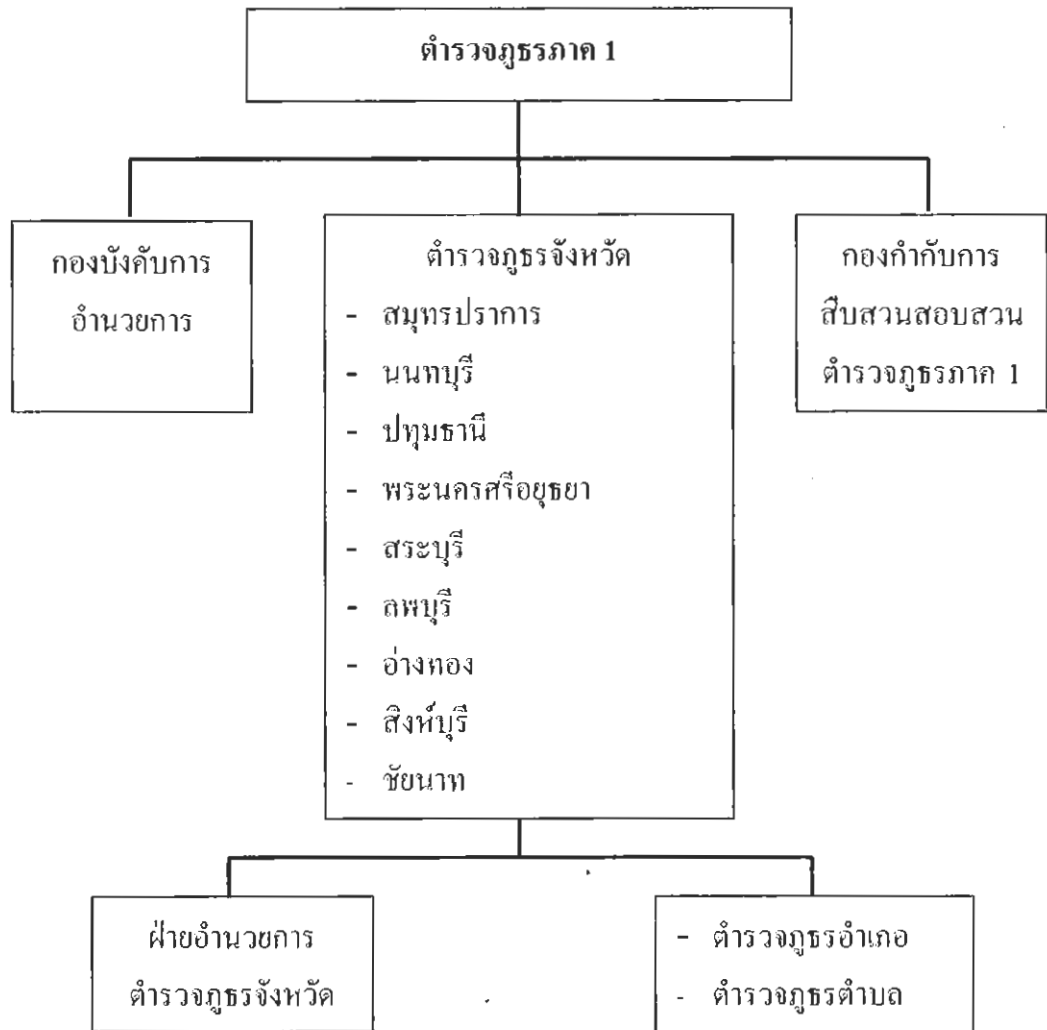 ตำรวจภูธรภาค 1
กองบังคับการ
อำนวยการ
ตำรวจภูธรจังหวัด
- สมุทรปราการ
- นนทบุรี
- ปทุมธานี
- พระนครศรีอยุธยา
- สระบุรี
- ลพบุรี
- อ่างทอง
- สิงห์บุรี
- ชัยนาท
กองกำกับการ
สืบสวนสอบสวน
ตำรวจภูธรภาค 1
ฝ่ายอำนวยการ
ตำรวจภูธรจังหวัด
- ตำรวจภูธรอำเภอ
- ตำรวจภูธรตำบล